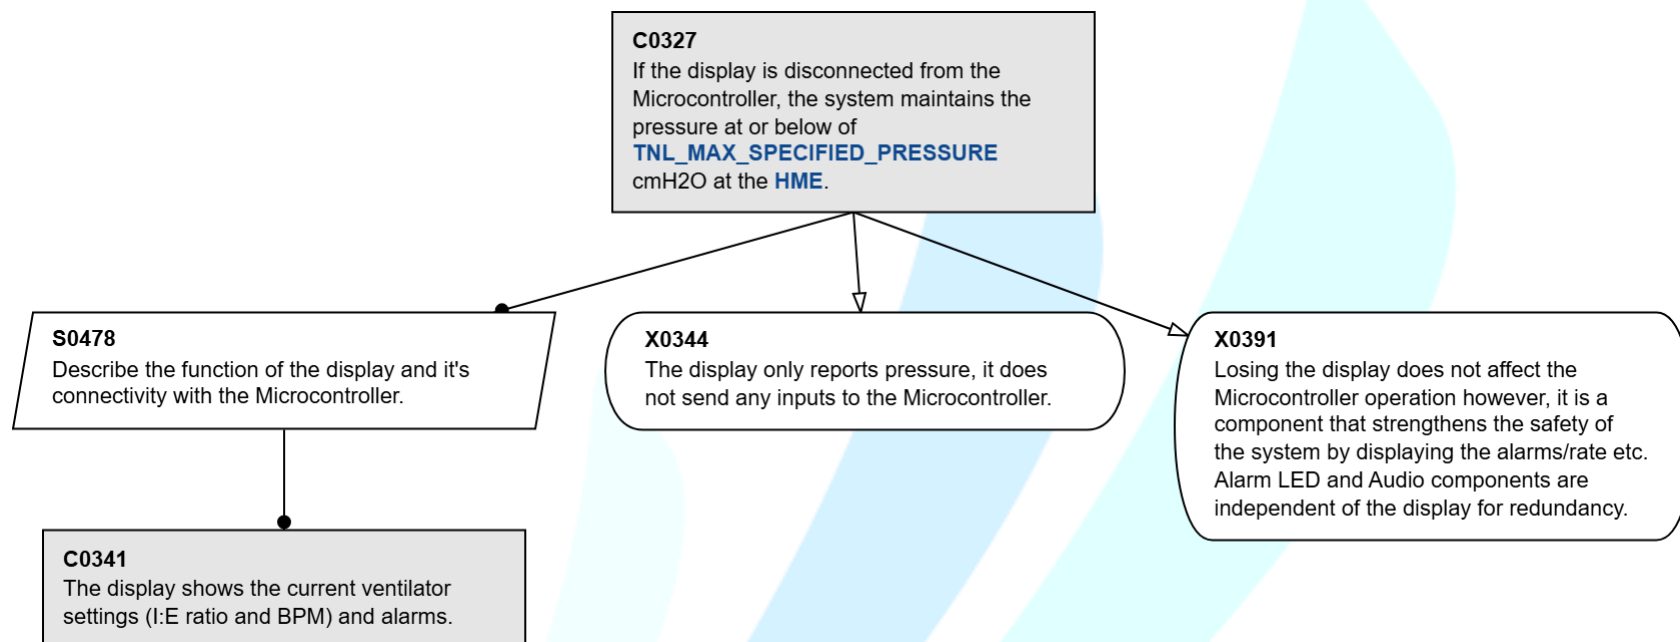 C0327
If the display is disconnected from the
Microcontroller, the system maintains the
pressure at or below of
TNL_MAX_SPECIFIED_PRESSURE
cmH2O at the HME.
S0478
Describe the function of the display and it's
connectivity with the Microcontroller.
X0344
The display only reports pressure, it does
not send any inputs to the Microcontroller.
X0391
Losing the display does not affect the
Microcontroller operation however, it is a
component that strengthens the safety of
the system by displaying the alarms/rate etc.
Alarm LED and Audio components are
independent of the display for redundancy.
C0341
The display shows the current ventilator
settings (I:E ratio and BPM) and alarms.